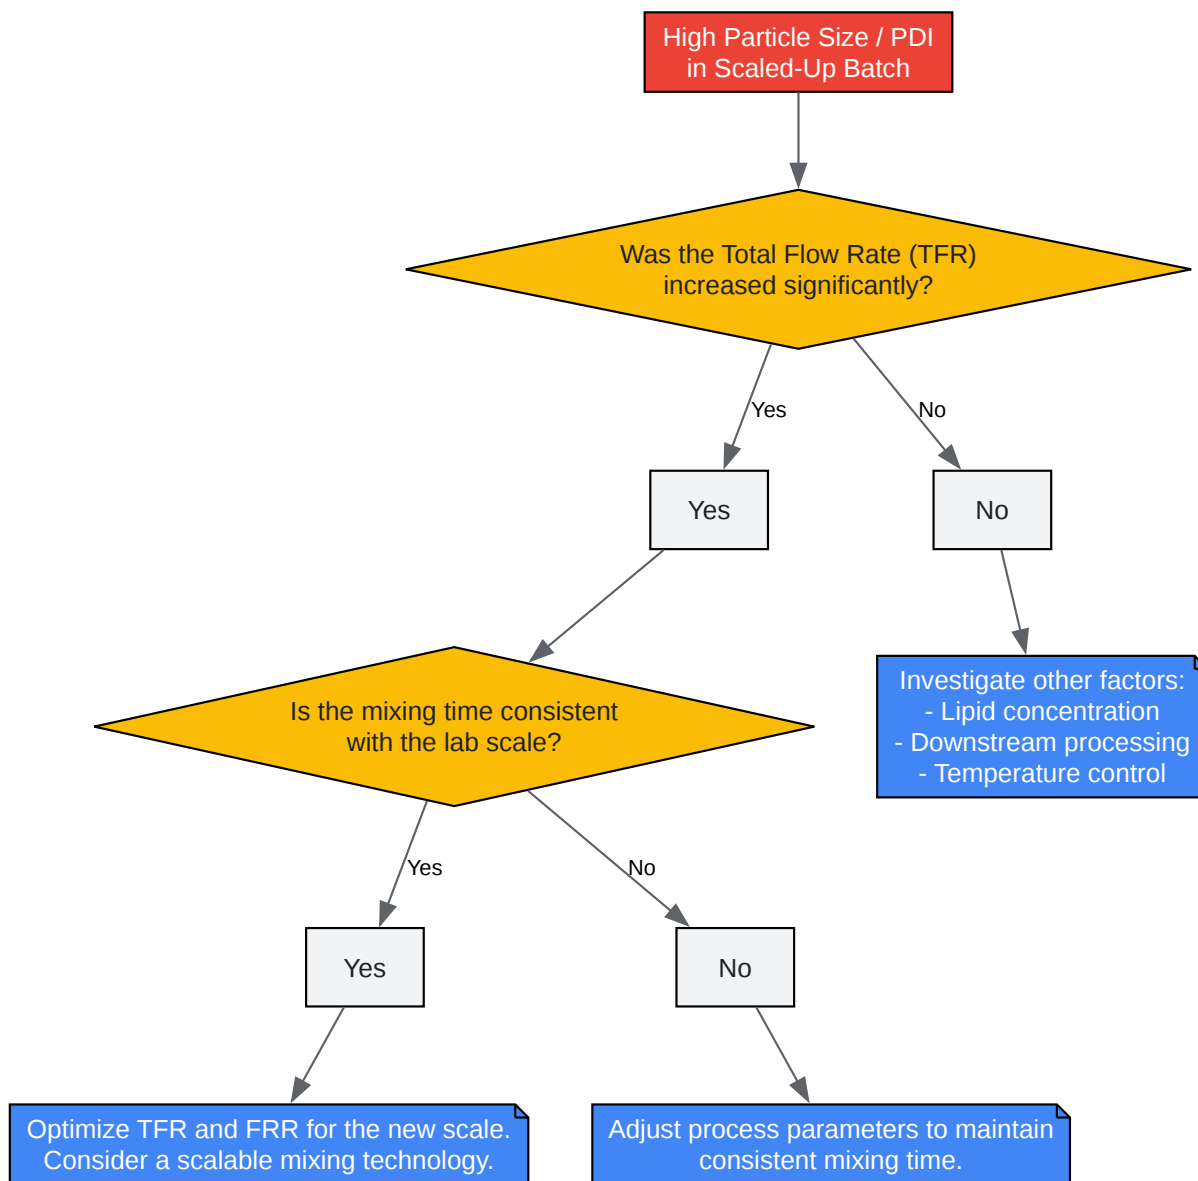 High Particle Size / PDI
in Scaled-Up Batch
Was the Total Flow Rate (TFR)
increased significantly?
Yes
No
Yes
No
Investigate other factors:
- Lipid concentration
- Downstream processing
- Temperature control
Is the mixing time consistent
with the lab scale?
Yes
No
Yes
No
Optimize TFR and FRR for the new scale.
Consider a scalable mixing technology.
Adjust process parameters to maintain
consistent mixing time.